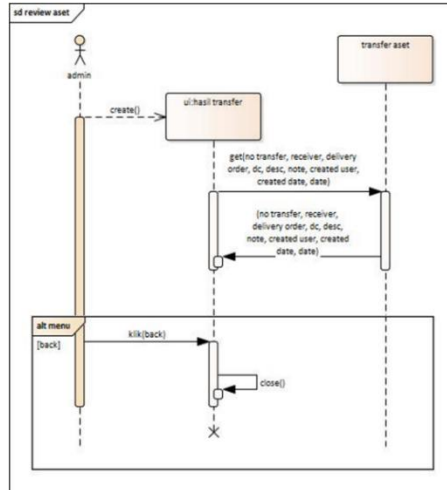 sd review aset
admin
transfer aset
create()
ui:hasil transfer
get(no transfer, receiver, delivery
order, dc, desc, note, created user,
created date, date)
(no transfer, receiver,
delivery order, dc, desc,
note, created user, created
date, date)
alt menu
[back]
klik(back)
close()